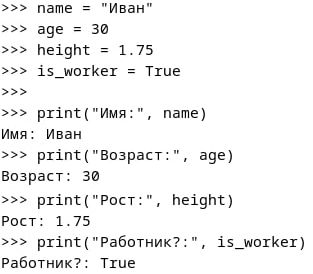 >>> name = "Иван"
>>> age = 30
>>> height = 1.75
>>> is_worker = True
>>>
>>> print("Имя:", name)
Имя: Иван
>>> print("Возраст:", age)
Возраст: 30
>>> print("Рост:", height)
Рост: 1.75
>>> print("Работник?:", is_worker)
Работник?: True